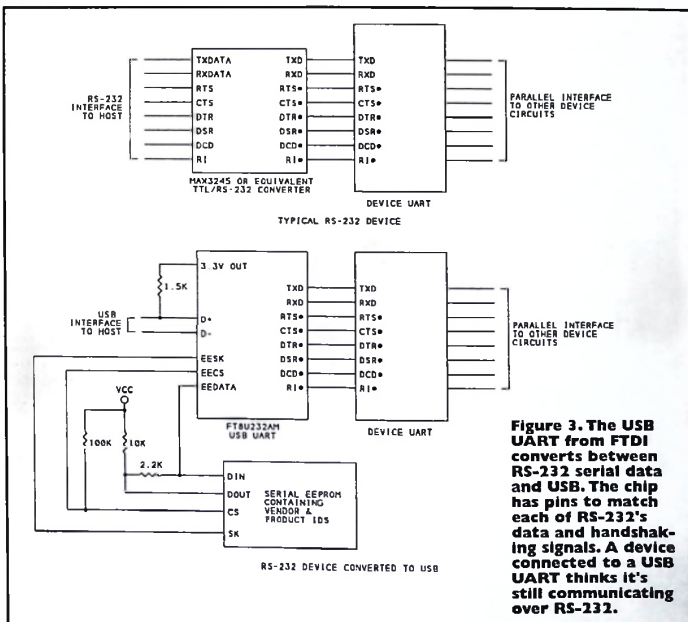 TXDATA TXD TXD
RXDATA RXD RXD
RTS RTS• RTS•
CTS CTS• CTS•
DTR DTR• DTR•
DSR DSR• DSR•
DCD DCD• DCD•
RI RI• RI•
RS-232
INTERFACE
TO HOST
PARALLEL INTERFACE
TO OTHER DEVICE
CIRCUITS
MAX3245 OR EQUIVALENT
TTL/RS-232 CONVERTER
DEVICE UART
TYPICAL RS-232 DEVICE
3.3V OUT
1.5K
USB
INTERFACE
TO HOST
D+
D-
EESK
EECS
EEDATA
TXD TXD
RXD RXD
RTS• RTS•
CTS• CTS•
DTR• DTR•
DSR• DSR•
DCD• DCD•
RI• RI•
PARALLEL INTERFACE
TO OTHER DEVICE
CIRCUITS
FT8U232AM
USB UART
DEVICE UART
VCC
100K
10K
2.2K
DIN
DOUT
CS
SK
SERIAL EEPROM
CONTAINING
VENDOR &
PRODUCT IDS
RS-232 DEVICE CONVERTED TO USB
Figure 3. The USB
UART from FTDI
converts between
RS-232 serial data
and USB. The chip
has pins to match
each of RS-232's
data and handshak-
ing signals. A device
connected to a USB
UART thinks it's
still communicating
over RS-232.